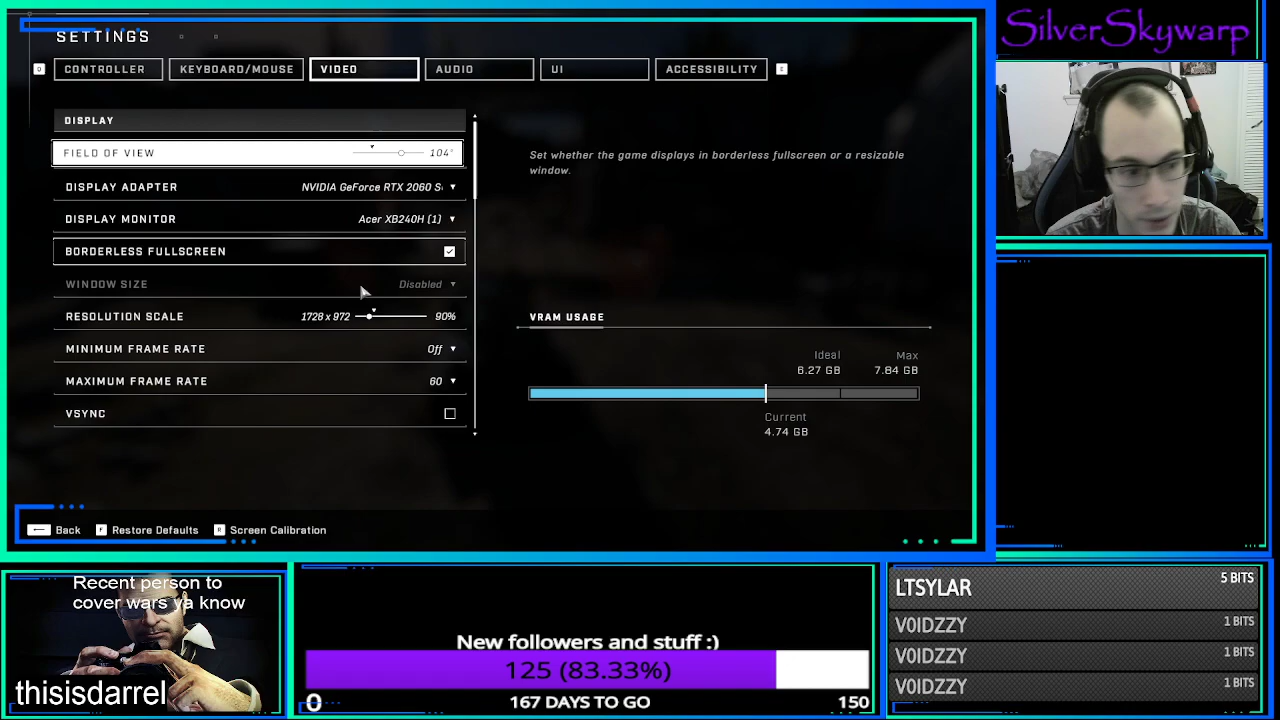 SETTINGS
Q
CONTROLLER
KEYBOARD/MOUSE
VIDEO
AUDIO
UI
ACCESSIBILITY
E
DISPLAY
FIELD OF VIEW 104°
DISPLAY ADAPTER NVIDIA GeForce RTX 2060 S
DISPLAY MONITOR Acer XB240H (1)
BORDERLESS FULLSCREEN
WINDOW SIZE Disabled
RESOLUTION SCALE 1728 x 972 90%
MINIMUM FRAME RATE Off
MAXIMUM FRAME RATE 60
VSYNC
Set whether the game displays in borderless fullscreen or a resizable
window.
VRAM USAGE
Ideal Max
6.27 GB 7.84 GB
Current
4.74 GB
Back F Restore Defaults R Screen Calibration
SilverSkywarp
Recent person to
cover wars ya know
thisisdarrel
New followers and stuff :)
125 (83.33%)
0 167 DAYS TO GO 150
LTSYLAR 5 BITS
V0IDZZY 1 BITS
V0IDZZY 1 BITS
V0IDZZY 1 BITS